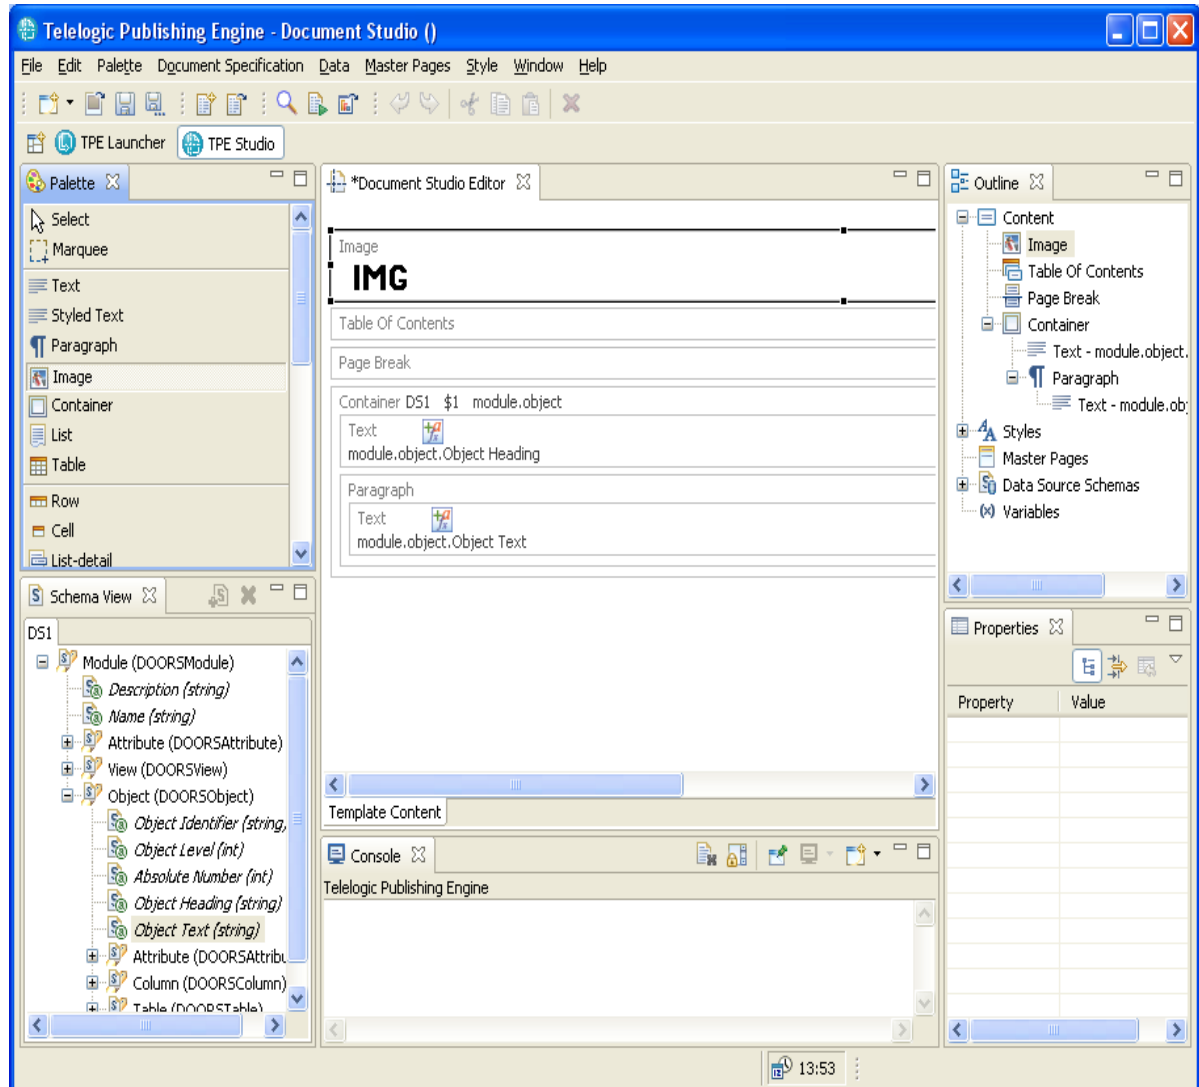 Telelogic Publishing Engine - Document Studio ()
File Edit Palette Document Specification Data Master Pages Style Window Help
TPE Launcher TPE Studio
Palette
Select
Marquee
Text
Styled Text
Paragraph
Image
Container
List
Table
Row
Cell
List-detail
Schema View
DS1
Module (DOORSModule)
Description (string)
Name (string)
Attribute (DOORSAttribute)
View (DOORSView)
Object (DOORSObject)
Object Identifier (string,
Object Level (int)
Absolute Number (int)
Object Heading (string)
Object Text (string)
Attribute (DOORSAttribu
Column (DOORSColumn)
Table (DOORSTable)
*Document Studio Editor
Image
IMG
Table Of Contents
Page Break
Container DS1 $1 module.object
Text
module.object.Object Heading
Paragraph
Text
module.object.Object Text
Template Content
Console
Telelogic Publishing Engine
Outline
Content
Image
Table Of Contents
Page Break
Container
Text - module.object.
Paragraph
Text - module.obj
Styles
Master Pages
Data Source Schemas
Variables
Properties
Property Value
13:53